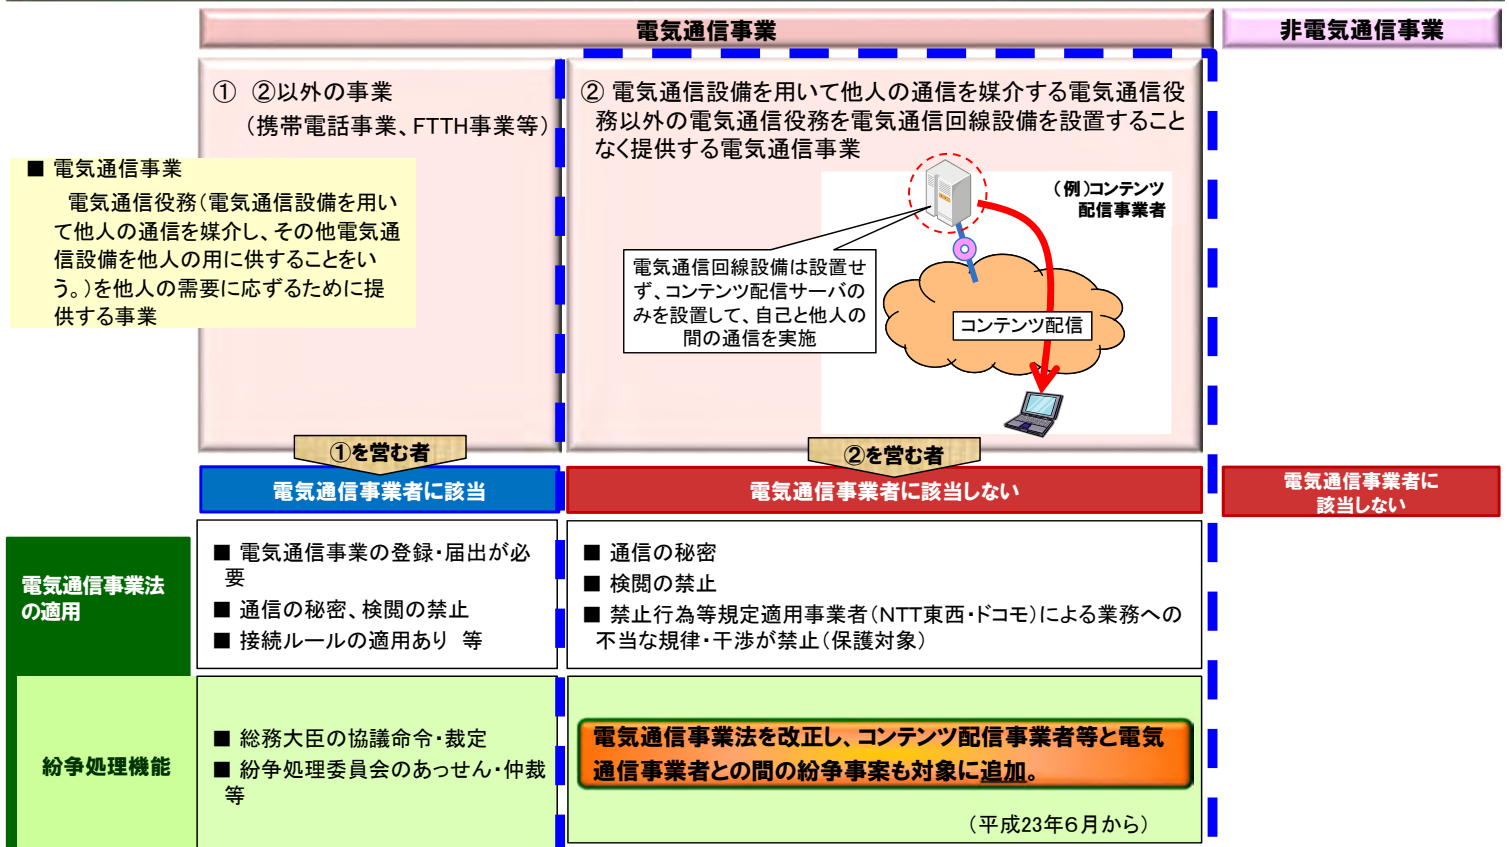 電気通信事業
非電気通信事業
① ②以外の事業
（携帯電話事業、FTTH事業等）
② 電気通信設備を用いて他人の通信を媒介する電気通信役
務以外の電気通信役務を電気通信回線設備を設置すること
なく提供する電気通信事業
■ 電気通信事業
電気通信役務（電気通信設備を用い
て他人の通信を媒介し、その他電気通
信設備を他人の用に供することをい
う。）を他人の需要に応ずるために提
供する事業
（例）コンテンツ
配信事業者
電気通信回線設備は設置せ
ず、コンテンツ配信サーバの
みを設置して、自己と他人の
間の通信を実施
コンテンツ配信
①を営む者
②を営む者
電気通信事業者に該当
電気通信事業者に該当しない
電気通信事業者に
該当しない
電気通信事業法
の適用
■ 電気通信事業の登録・届出が必
要
■ 通信の秘密、検閲の禁止
■ 接続ルールの適用あり 等
■ 通信の秘密
■ 検閲の禁止
■ 禁止行為等規定適用事業者（NTT東西・ドコモ）による業務への
不当な規律・干渉が禁止（保護対象）
紛争処理機能
■ 総務大臣の協議命令・裁定
■ 紛争処理委員会のあっせん・仲裁
等
電気通信事業法を改正し、コンテンツ配信事業者等と電気
通信事業者との間の紛争事案も対象に追加。
（平成23年６月から）